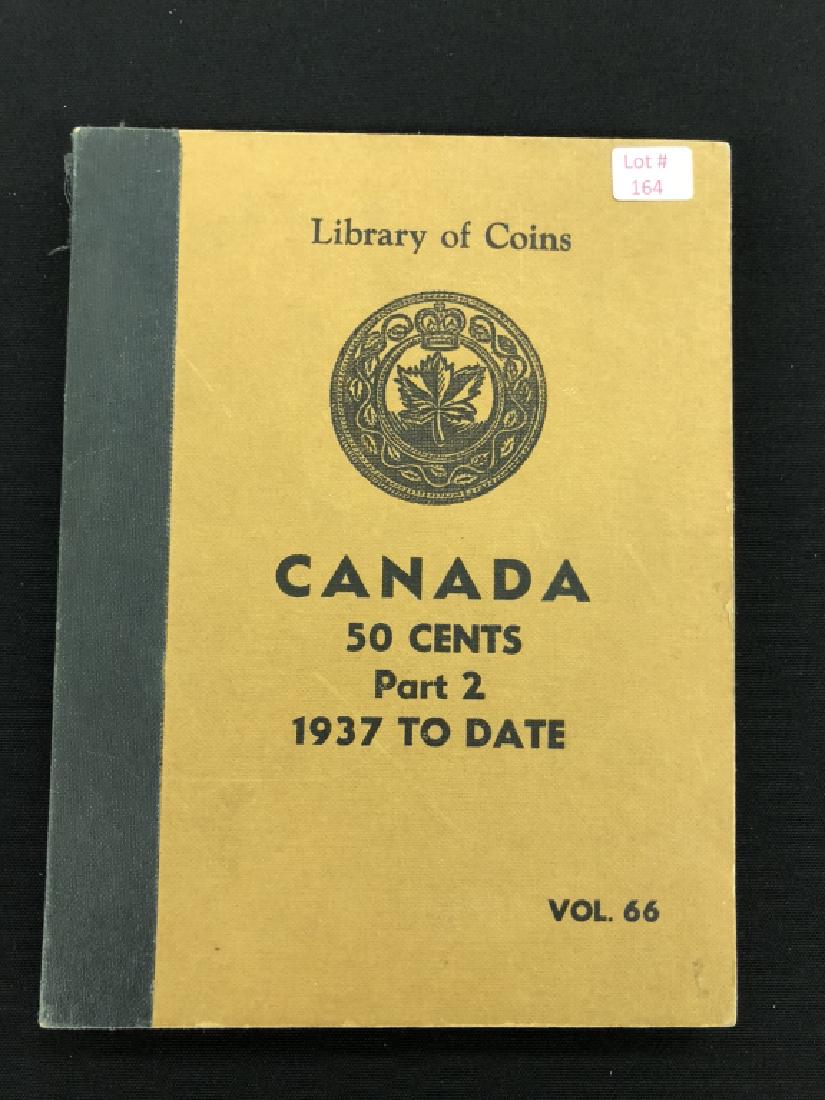 Lot #
164
Library of Coins
CANADA
50 CENTS
Part 2
1937 TO DATE
VOL. 66